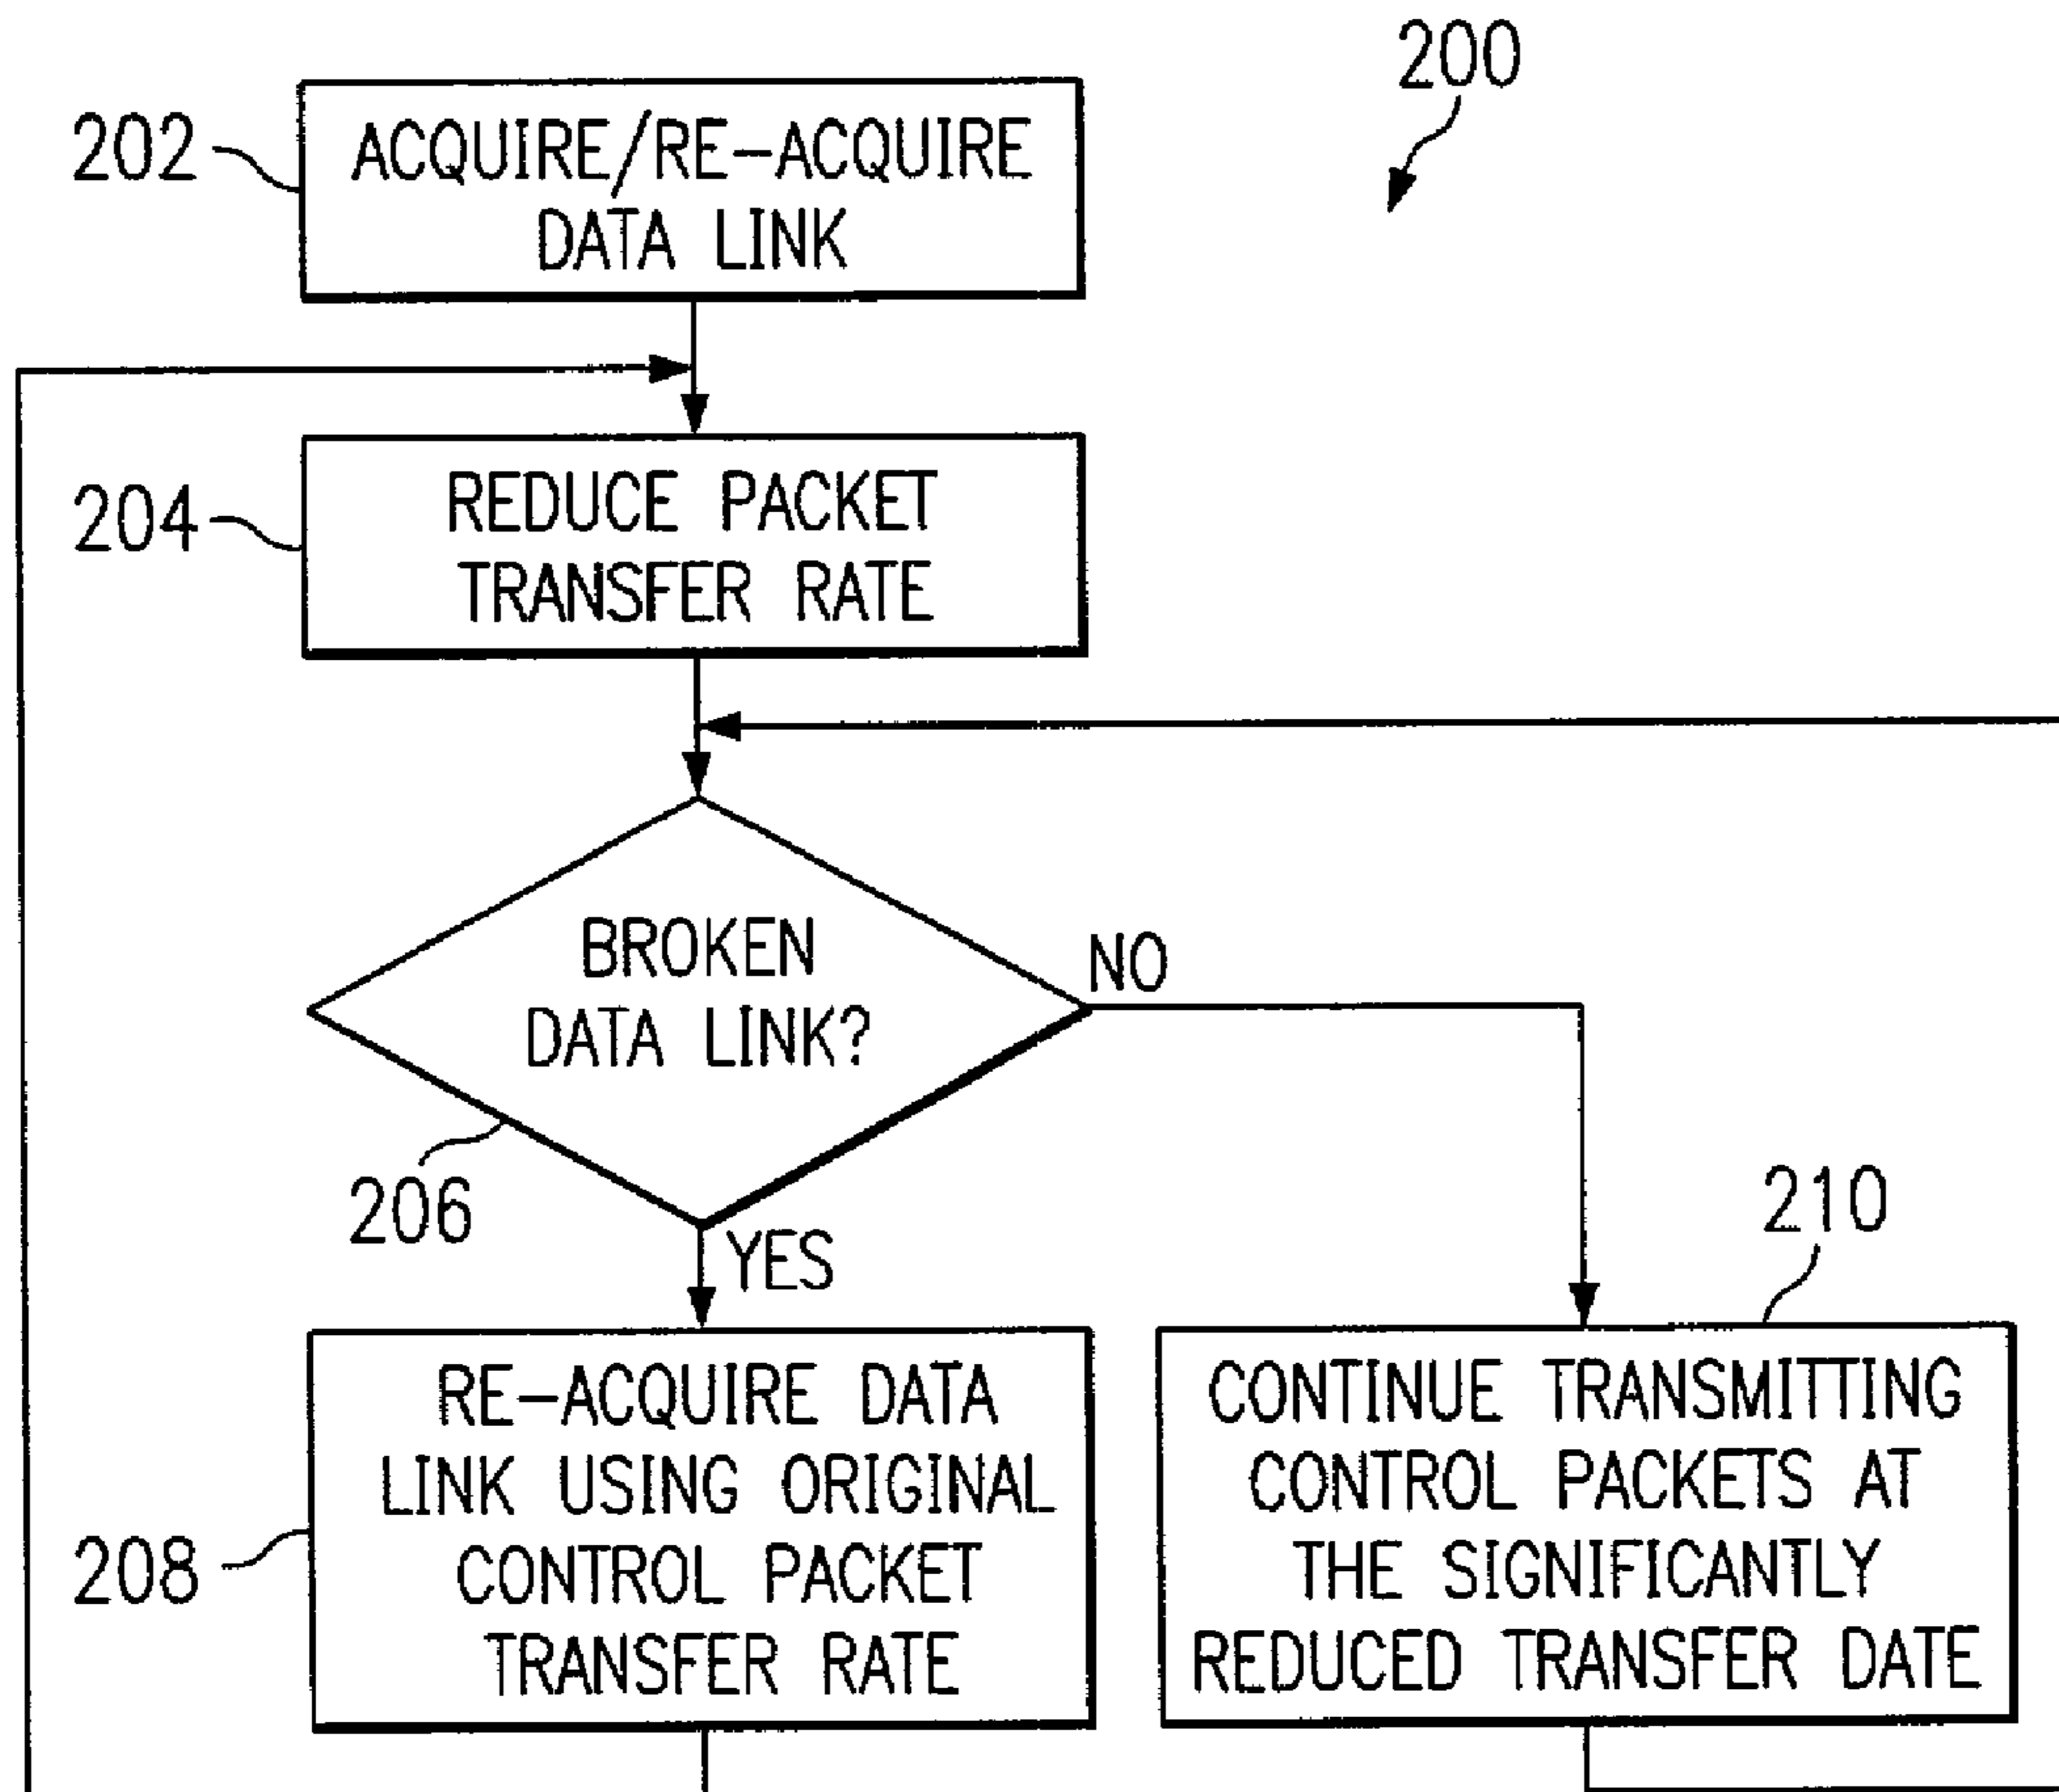 200
202
ACQUIRE/RE-ACQUIRE
DATA LINK
204
REDUCE PACKET
TRANSFER RATE
BROKEN
DATA LINK?
NO
206
YES
210
208
RE-ACQUIRE DATA
LINK USING ORIGINAL
CONTROL PACKET
TRANSFER RATE
CONTINUE TRANSMITTING
CONTROL PACKETS AT
THE SIGNIFICANTLY
REDUCED TRANSFER DATE